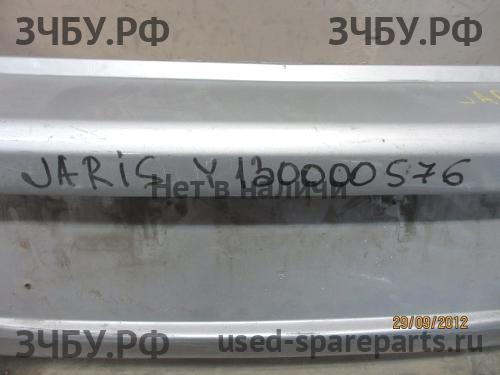 ЗЧБУ.РФ ЗЧБУ.РФ
JARIS Y120000576
Нет в наличии
29/09/2012
ЗЧБУ.РФ used-spareparts.ru